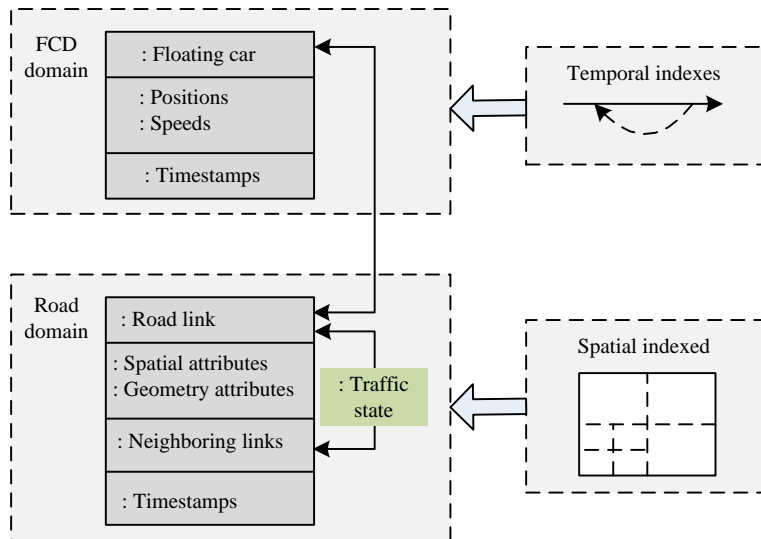 FCD
domain
: Floating car
: Positions
: Speeds
: Timestamps
Temporal indexes
Road
domain
: Road link
: Spatial attributes
: Geometry attributes
: Neighboring links
: Timestamps
: Traffic
state
Spatial indexed